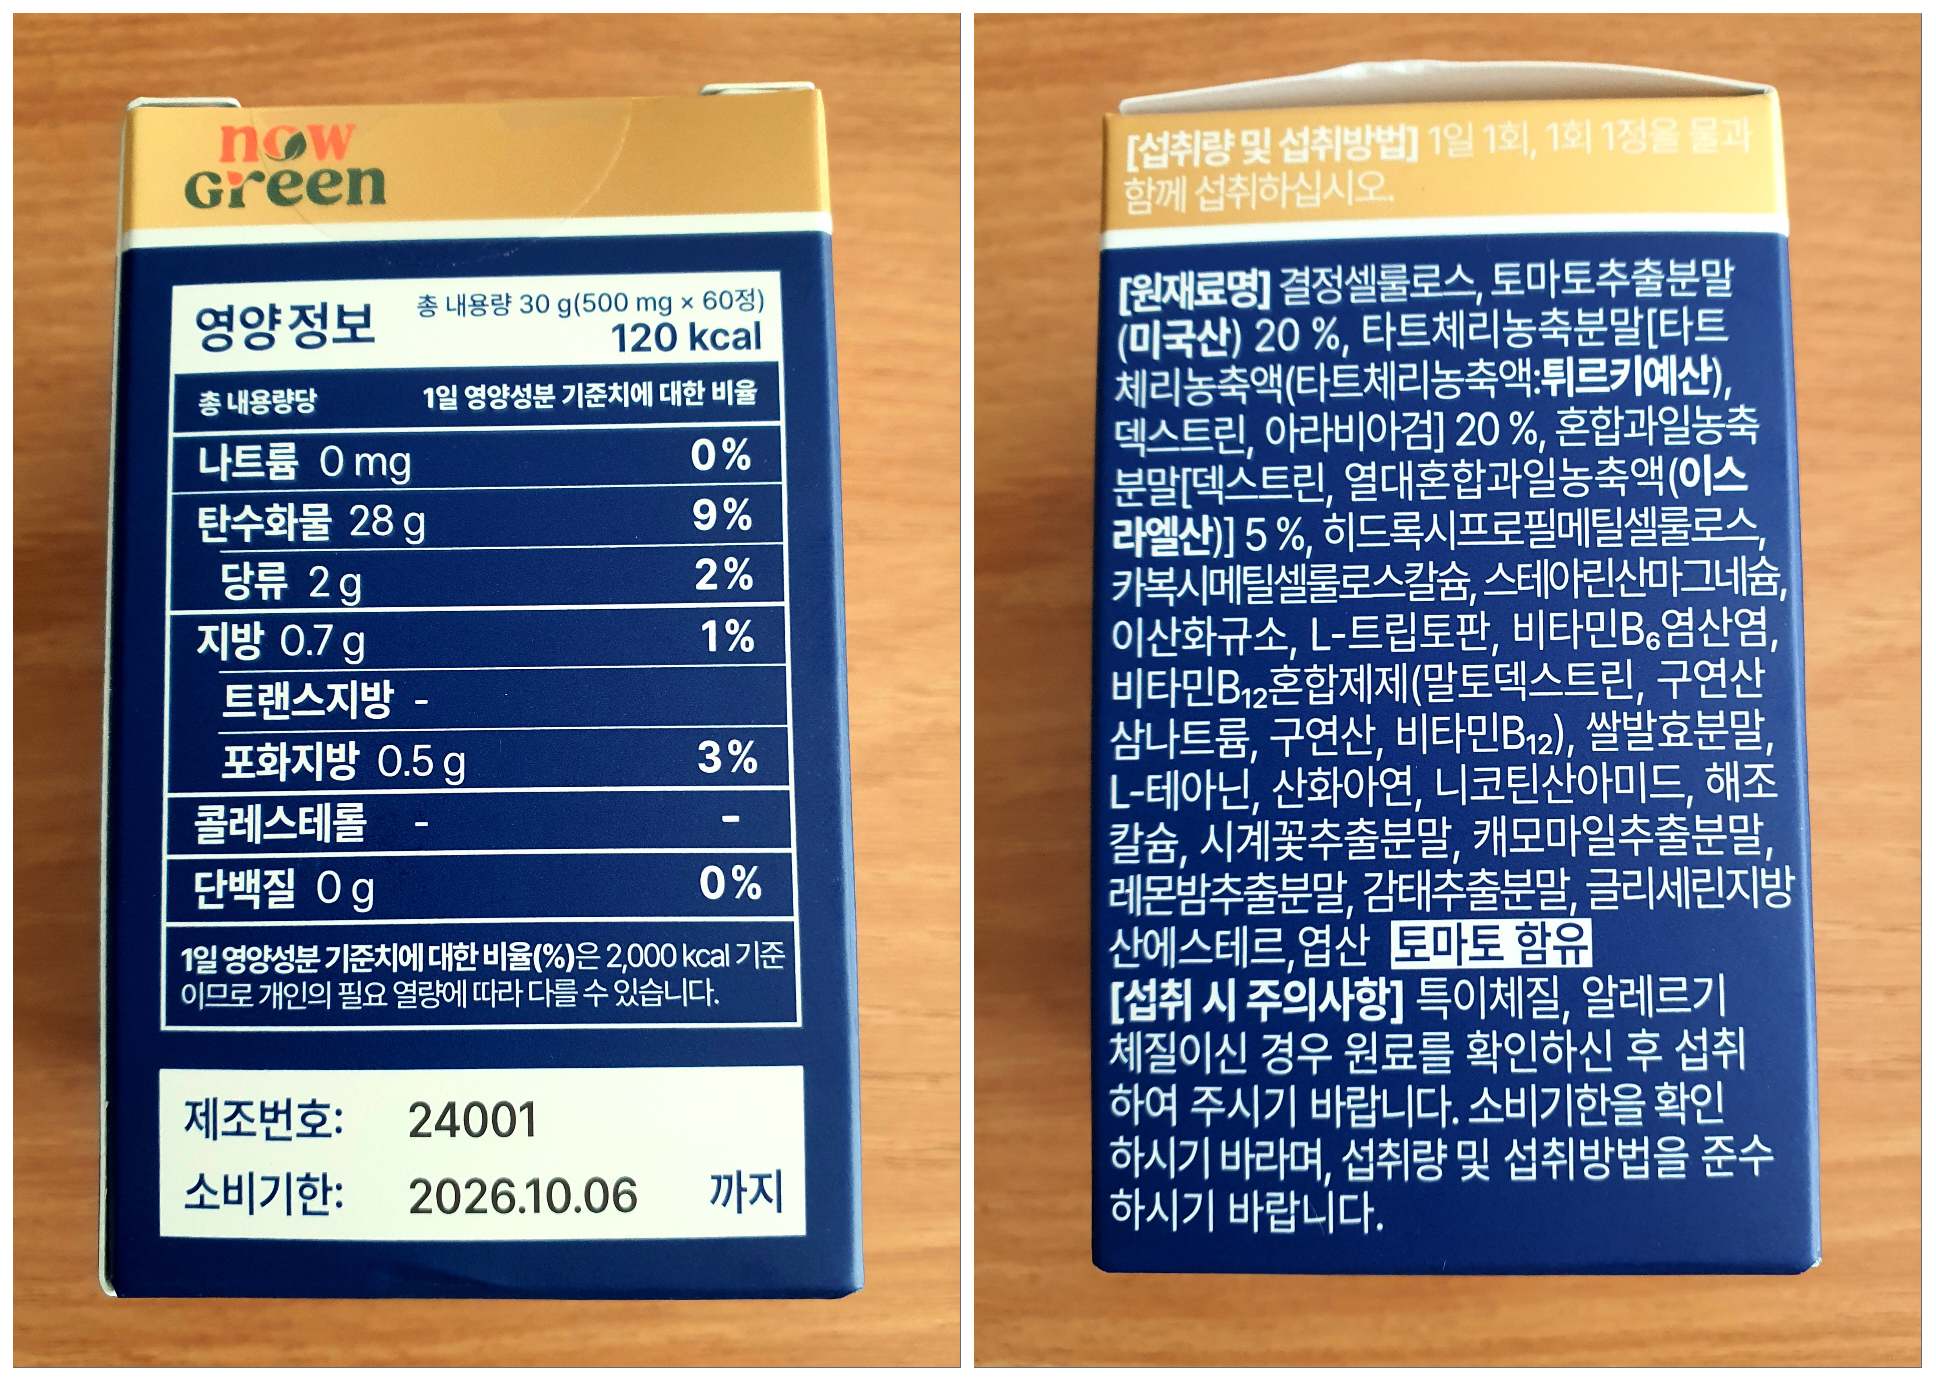 now
Green
영양정보
총 내용량 30 g(500 mg × 60정)
120 kcal
총 내용량당 1일 영양성분 기준치에 대한 비율
나트륨 0 mg 0%
탄수화물 28 g 9%
당류 2 g 2%
지방 0.7 g 1%
트랜스지방 -
포화지방 0.5 g 3%
콜레스테롤 - -
단백질 0 g 0%
1일 영양성분 기준치에 대한 비율(%)은 2,000 kcal 기준
이므로 개인의 필요 열량에 따라 다를 수 있습니다.
제조번호: 24001
소비기한: 2026.10.06 까지
[섭취량 및 섭취방법] 1일 1회, 1회 1정을 물과
함께 섭취하십시오.
[원재료명] 결정셀룰로스, 토마토추출분말
(미국산) 20 %, 타트체리농축분말[타트
체리농축액(타트체리농축액:튀르키예산),
덱스트린, 아라비아검] 20 %, 혼합과일농축
분말[덱스트린, 열대혼합과일농축액(이스
라엘산)] 5 %, 히드록시프로필메틸셀룰로스,
카복시메틸셀룰로스칼슘, 스테아린산마그네슘,
이산화규소, L-트립토판, 비타민B₆염산염,
비타민B₁₂혼합제제(말토덱스트린, 구연산
삼나트륨, 구연산, 비타민B₁₂), 쌀발효분말,
L-테아닌, 산화아연, 니코틴산아미드, 해조
칼슘, 시계꽃추출분말, 캐모마일추출분말,
레몬밤추출분말, 감태추출분말, 글리세린지방
산에스테르, 엽산 토마토 함유
[섭취 시 주의사항] 특이체질, 알레르기
체질이신 경우 원료를 확인하신 후 섭취
하여 주시기 바랍니다. 소비기한을 확인
하시기 바라며, 섭취량 및 섭취방법을 준수
하시기 바랍니다.